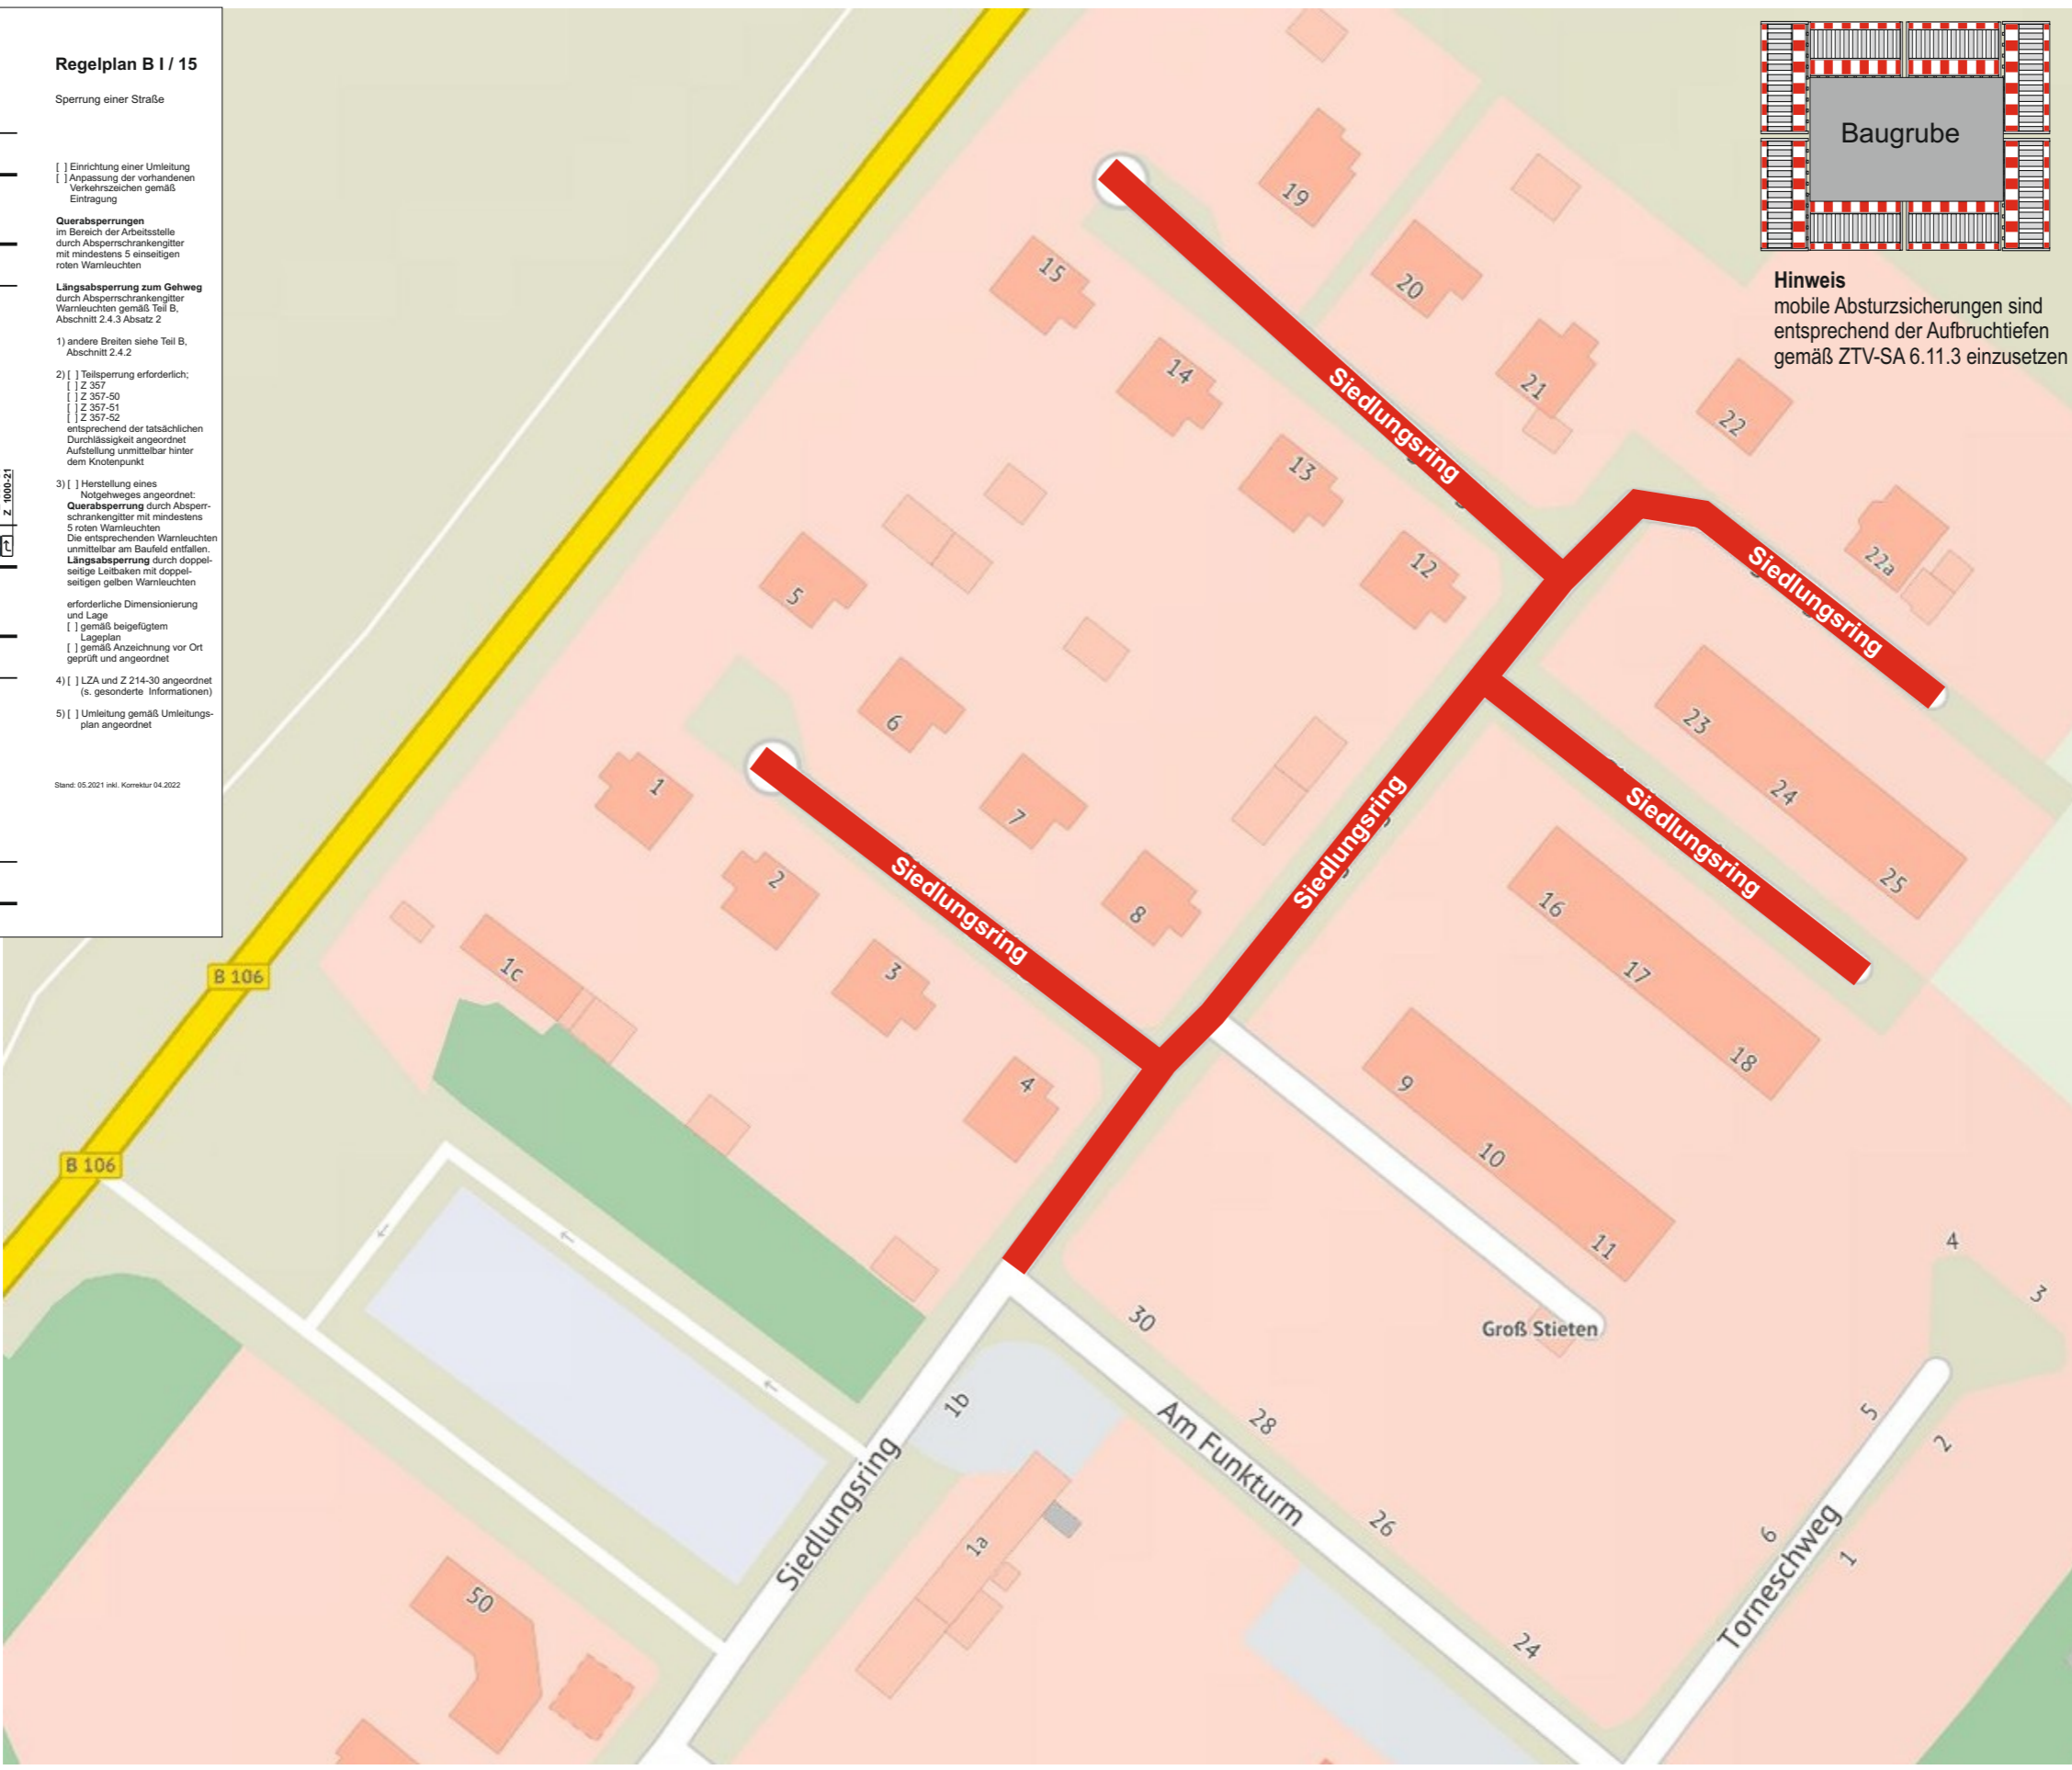 Regelplan B I / 15
Sperrung einer Straße
[ ] Einrichtung einer Umleitung
[ ] Anpassung der vorhandenen
Verkehrszeichen gemäß
Eintragung
Querabsperrungen
im Bereich der Arbeitsstelle
durch Absperrschrankengitter
mit mindestens 5 einseitigen
roten Warnleuchten
Längsabsperrung zum Gehweg
durch Absperrschrankengitter
Warnleuchten gemäß Teil B,
Abschnitt 2.4.3 Absatz 2
1) andere Breiten siehe Teil B,
Abschnitt 2.4.2
2) [ ] Teilsperrung erforderlich;
[ ] Z 357
[ ] Z 357-50
[ ] Z 357-51
[ ] Z 357-52
entsprechend der tatsächlichen
Durchlässigkeit angeordnet
Aufstellung unmittelbar hinter
dem Knotenpunkt
3) [ ] Herstellung eines
Notgehweges angeordnet:
Querabsperrung durch Absperr-
schrankengitter mit mindestens
5 roten Warnleuchten
Die entsprechenden Warnleuchten
unmittelbar am Baufeld entfallen.
Längsabsperrung durch doppel-
seitige Leitbaken mit doppel-
seitigen gelben Warnleuchten
erforderliche Dimensionierung
und Lage
[ ] gemäß beigefügtem
Lageplan
[ ] gemäß Anzeichnung vor Ort
geprüft und angeordnet
4) [ ] LZA und Z 214-30 angeordnet
(s. gesonderte Informationen)
5) [ ] Umleitung gemäß Umleitungs-
plan angeordnet
Stand: 05.2021 inkl. Korrektur 04.2022
Z 1000-21
Baugrube
Hinweis
mobile Absturzsicherungen sind
entsprechend der Aufbruchtiefen
gemäß ZTV-SA 6.11.3 einzusetzen
19
15
20
14
21
22
13
Siedlungsring
12
22a
Siedlungsring
5
6
23
24
25
1
7
Siedlungsring
Siedlungsring
2
8
16
Siedlungsring
17
18
1c
3
B 106
4
9
10
11
B 106
30
Groß Stieten
4
3
1b
28
Am Funkturm
5
2
Siedlungsring
26
1a
6
1
Torneschweg
50
24